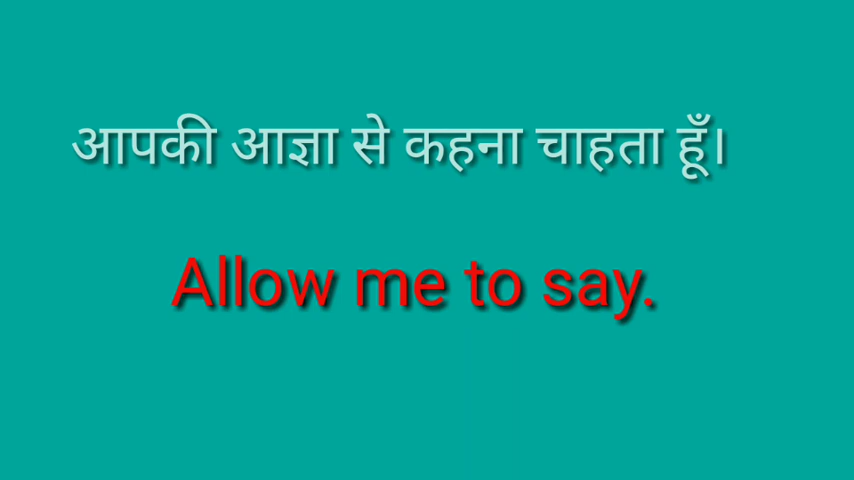 आपकी आज्ञा से कहना चाहता हूँ।
Allow me to say.